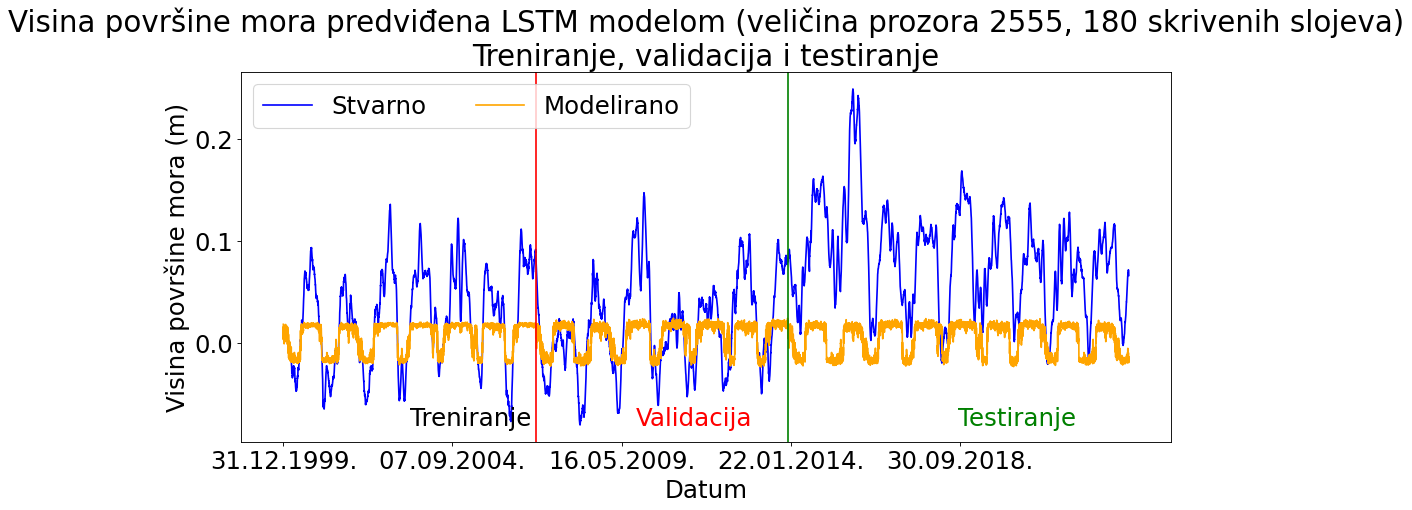 Visina površine mora predviđena LSTM modelom (veličina prozora 2555, 180 skrivenih slojeva)
Treniranje, validacija i testiranje
Stvarno
Modelirano
Visina površine mora (m)
0.2
0.1
0.0
Treniranje
Validacija
Testiranje
31.12.1999.
07.09.2004.
16.05.2009.
22.01.2014.
30.09.2018.
Datum